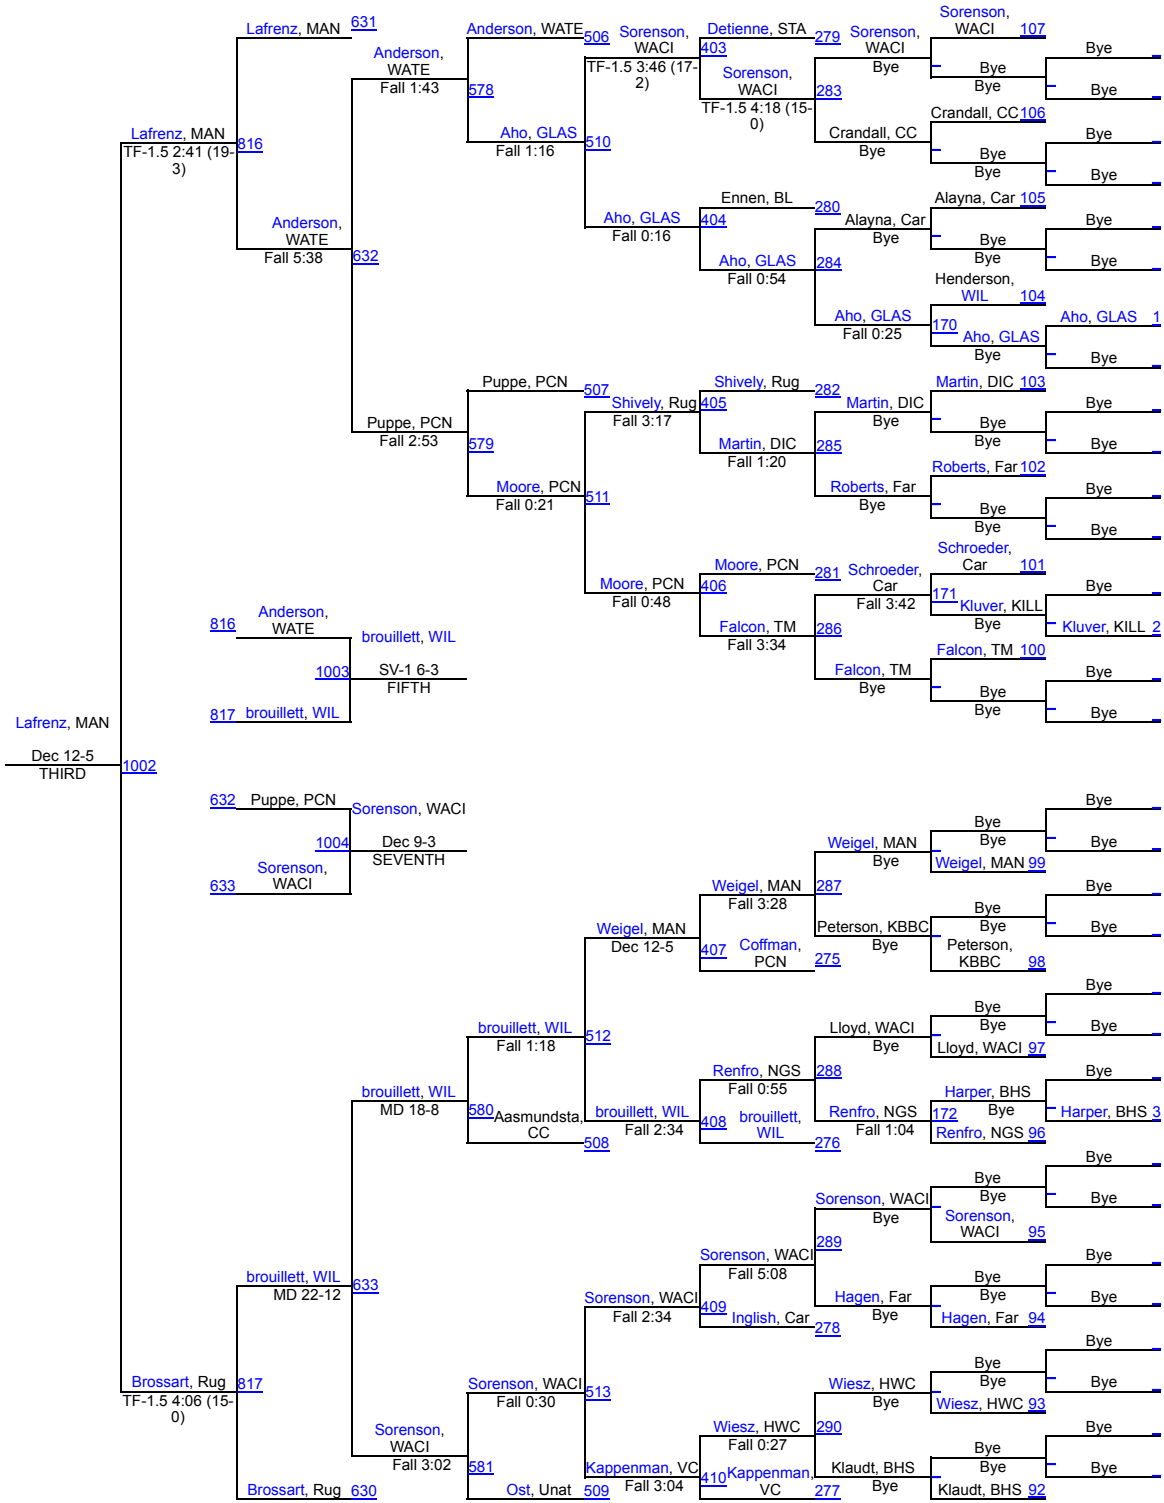 Sorenson,
Lafrenz, MAN 631
Anderson, WATE 506
Sorenson,
WACI
Detienne, STA 279
Sorenson,
WACI
WACI 107
Bye
Anderson,
WATE
403
TF-1.5 3:46 (17-
2)
Sorenson,
WACI
Bye
Bye
Bye
Fall 1:43
578
283
Bye
TF-1.5 4:18 (15-
0)
Crandall, CC 106
Lafrenz, MAN
Aho, GLAS
Crandall, CC
Bye
TF-1.5 2:41 (19-
3)
816
Fall 1:16
510
Bye
Bye
Bye
Bye
Ennen, BL 280
Alayna, Car 105
Anderson,
WATE
Aho, GLAS
404
Alayna, Car
Bye
Fall 0:16
Bye
Bye
Fall 5:38
632
Aho, GLAS
284
Bye
Bye
Fall 0:54
Henderson,
WIL 104
Aho, GLAS
170
Aho, GLAS 1
Fall 0:25
Aho, GLAS
Bye
Bye
Puppe, PCN 507
Shively, Rug 282
Martin, DIC 103
Shively, Rug
405
Martin, DIC
Bye
Puppe, PCN
Fall 3:17
Bye
Bye
Fall 2:53
579
Martin, DIC
285
Bye
Bye
Fall 1:20
Roberts, Far 102
Moore, PCN
Roberts, Far
Bye
Fall 0:21
511
Bye
Bye
Bye
Bye
Schroeder,
Car 101
Moore, PCN 281
Schroeder,
Car
Moore, PCN
406
171
Bye
Fall 0:48
Fall 3:42
Kluver, KILL
Anderson,
816 WATE
brouillett, WIL
Falcon, TM
286
Bye
Kluver, KILL 2
Fall 3:34
Falcon, TM 100
1003
SV-1 6-3
Falcon, TM
Bye
FIFTH
Bye
Bye
Bye
817 brouillett, WIL
Bye
Lafrenz, MAN
Dec 12-5
THIRD
1002
632 Puppe, PCN
Sorenson, WACI
Bye
Bye
1004
Dec 9-3
Weigel, MAN
Bye
SEVENTH
Bye
Weigel, MAN 99
Sorenson,
633 WACI
Weigel, MAN
287
Bye
Fall 3:28
Bye
Weigel, MAN
Peterson, KBBC
Bye
Bye
Dec 12-5
407
Coffman,
PCN 275
Bye
Peterson,
KBBC 98
Bye
Bye
brouillett, WIL
512
Lloyd, WACI
Bye
Bye
Fall 1:18
Bye
Lloyd, WACI 97
Renfro, NGS
288
Bye
brouillett, WIL
Fall 0:55
Harper, BHS
MD 18-8
580
Aasmundsta,
CC 508
brouillett, WIL
408
brouillett,
WIL 276
Renfro, NGS
172
Bye
Harper, BHS 3
Fall 2:34
Fall 1:04
Renfro, NGS 96
Bye
Bye
Sorenson, WACI
Bye
Bye
Bye
Sorenson,
WACI 95
289
Sorenson, WACI
Bye
brouillett, WIL
Fall 5:08
Bye
MD 22-12
633
Sorenson, WACI
409
Hagen, Far
Bye
Bye
Fall 2:34
Inglish, Car 278
Bye
Hagen, Far 94
Bye
Bye
Brossart, Rug
817
Sorenson, WACI
513
Wiesz, HWC
Bye
Bye
TF-1.5 4:06 (15-
0)
Fall 0:30
Bye
Wiesz, HWC 93
Sorenson,
WACI
Wiesz, HWC
290
Bye
Fall 0:27
Bye
Fall 3:02
581
Kappenman, VC
410
Kappenman,
VC 277
Klaudt, BHS
Bye
Bye
Fall 3:04
Bye
Brossart, Rug 630
Ost, Unat 509
Klaudt, BHS 92